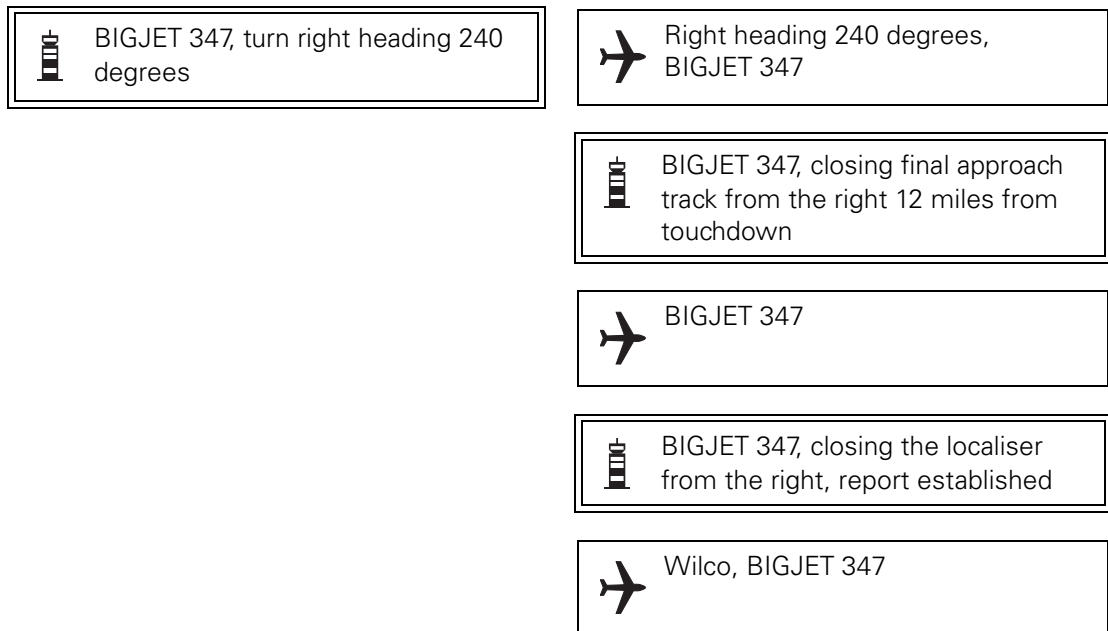 BIGJET 347, turn right heading 240
degrees
Right heading 240 degrees,
BIGJET 347
BIGJET 347, closing final approach
track from the right 12 miles from
touchdown
BIGJET 347
BIGJET 347, closing the localiser
from the right, report established
Wilco, BIGJET 347